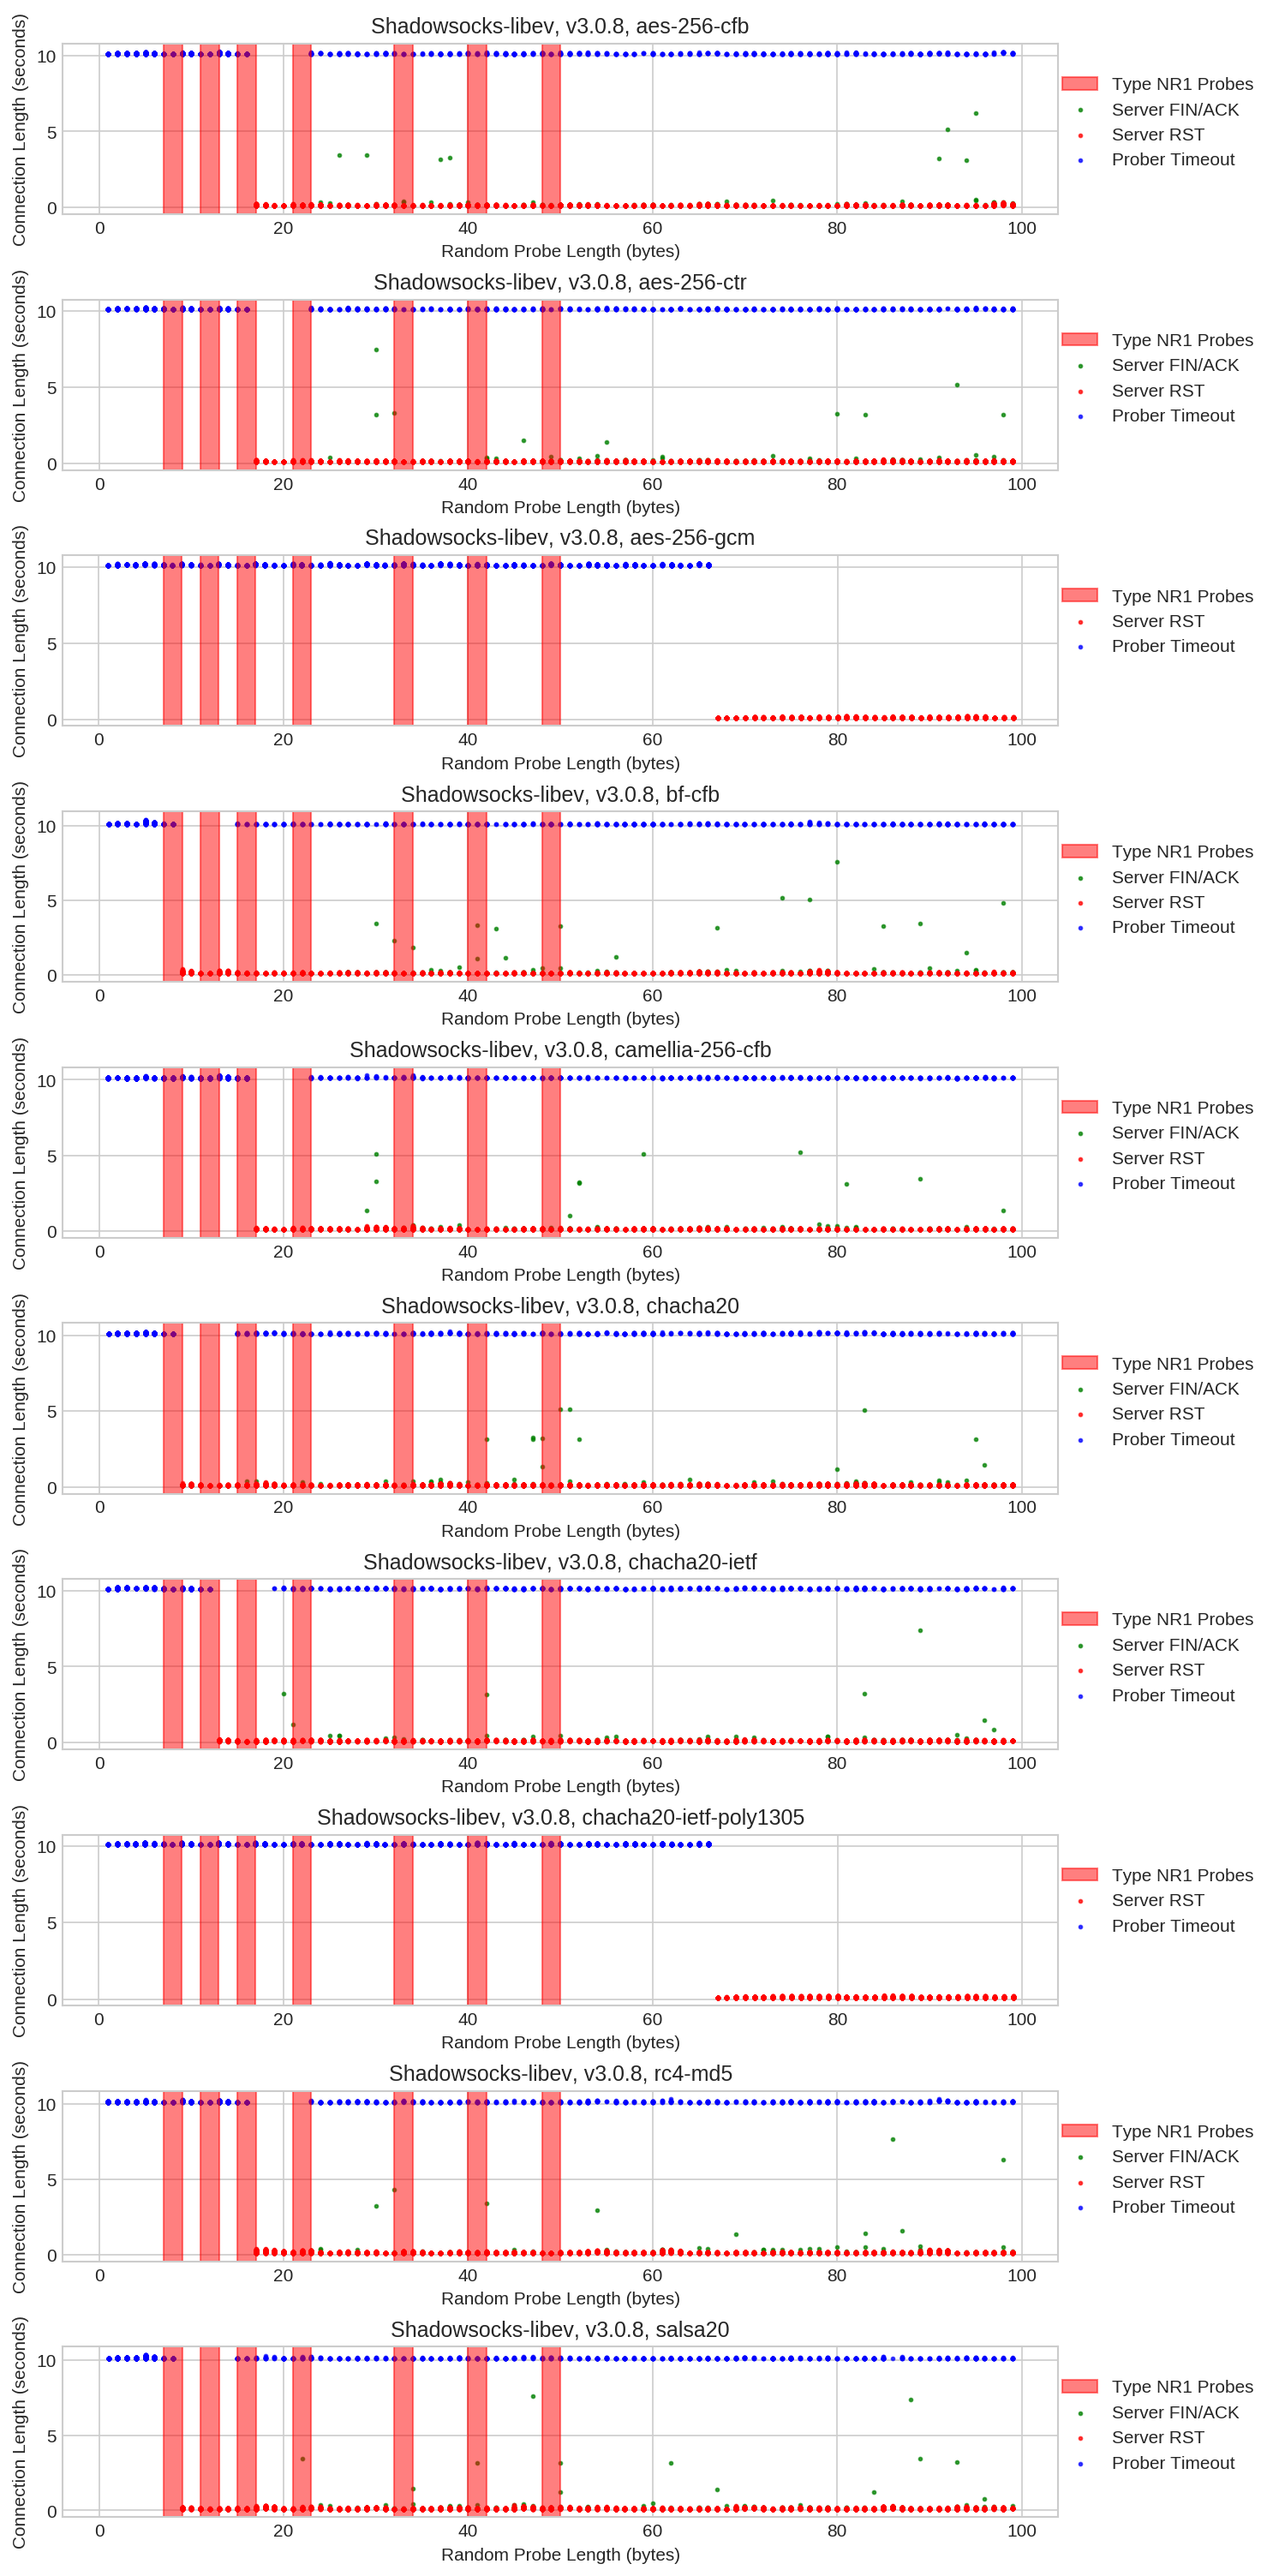 Shadowsocks-libev, v3.0.8, aes-256-cfb
Connection Length (seconds)
10
5
0
0 20 40 60 80 100
Random Probe Length (bytes)
Type NR1 Probes
Server FIN/ACK
Server RST
Prober Timeout
Shadowsocks-libev, v3.0.8, aes-256-ctr
Connection Length (seconds)
10
5
0
0 20 40 60 80 100
Random Probe Length (bytes)
Type NR1 Probes
Server FIN/ACK
Server RST
Prober Timeout
Shadowsocks-libev, v3.0.8, aes-256-gcm
Connection Length (seconds)
10
5
0
0 20 40 60 80 100
Random Probe Length (bytes)
Type NR1 Probes
Server RST
Prober Timeout
Shadowsocks-libev, v3.0.8, bf-cfb
Connection Length (seconds)
10
5
0
0 20 40 60 80 100
Random Probe Length (bytes)
Type NR1 Probes
Server FIN/ACK
Server RST
Prober Timeout
Shadowsocks-libev, v3.0.8, camellia-256-cfb
Connection Length (seconds)
10
5
0
0 20 40 60 80 100
Random Probe Length (bytes)
Type NR1 Probes
Server FIN/ACK
Server RST
Prober Timeout
Shadowsocks-libev, v3.0.8, chacha20
Connection Length (seconds)
10
5
0
0 20 40 60 80 100
Random Probe Length (bytes)
Type NR1 Probes
Server FIN/ACK
Server RST
Prober Timeout
Shadowsocks-libev, v3.0.8, chacha20-ietf
Connection Length (seconds)
10
5
0
0 20 40 60 80 100
Random Probe Length (bytes)
Type NR1 Probes
Server FIN/ACK
Server RST
Prober Timeout
Shadowsocks-libev, v3.0.8, chacha20-ietf-poly1305
Connection Length (seconds)
10
5
0
0 20 40 60 80 100
Random Probe Length (bytes)
Type NR1 Probes
Server RST
Prober Timeout
Shadowsocks-libev, v3.0.8, rc4-md5
Connection Length (seconds)
10
5
0
0 20 40 60 80 100
Random Probe Length (bytes)
Type NR1 Probes
Server FIN/ACK
Server RST
Prober Timeout
Shadowsocks-libev, v3.0.8, salsa20
Connection Length (seconds)
10
5
0
0 20 40 60 80 100
Random Probe Length (bytes)
Type NR1 Probes
Server FIN/ACK
Server RST
Prober Timeout